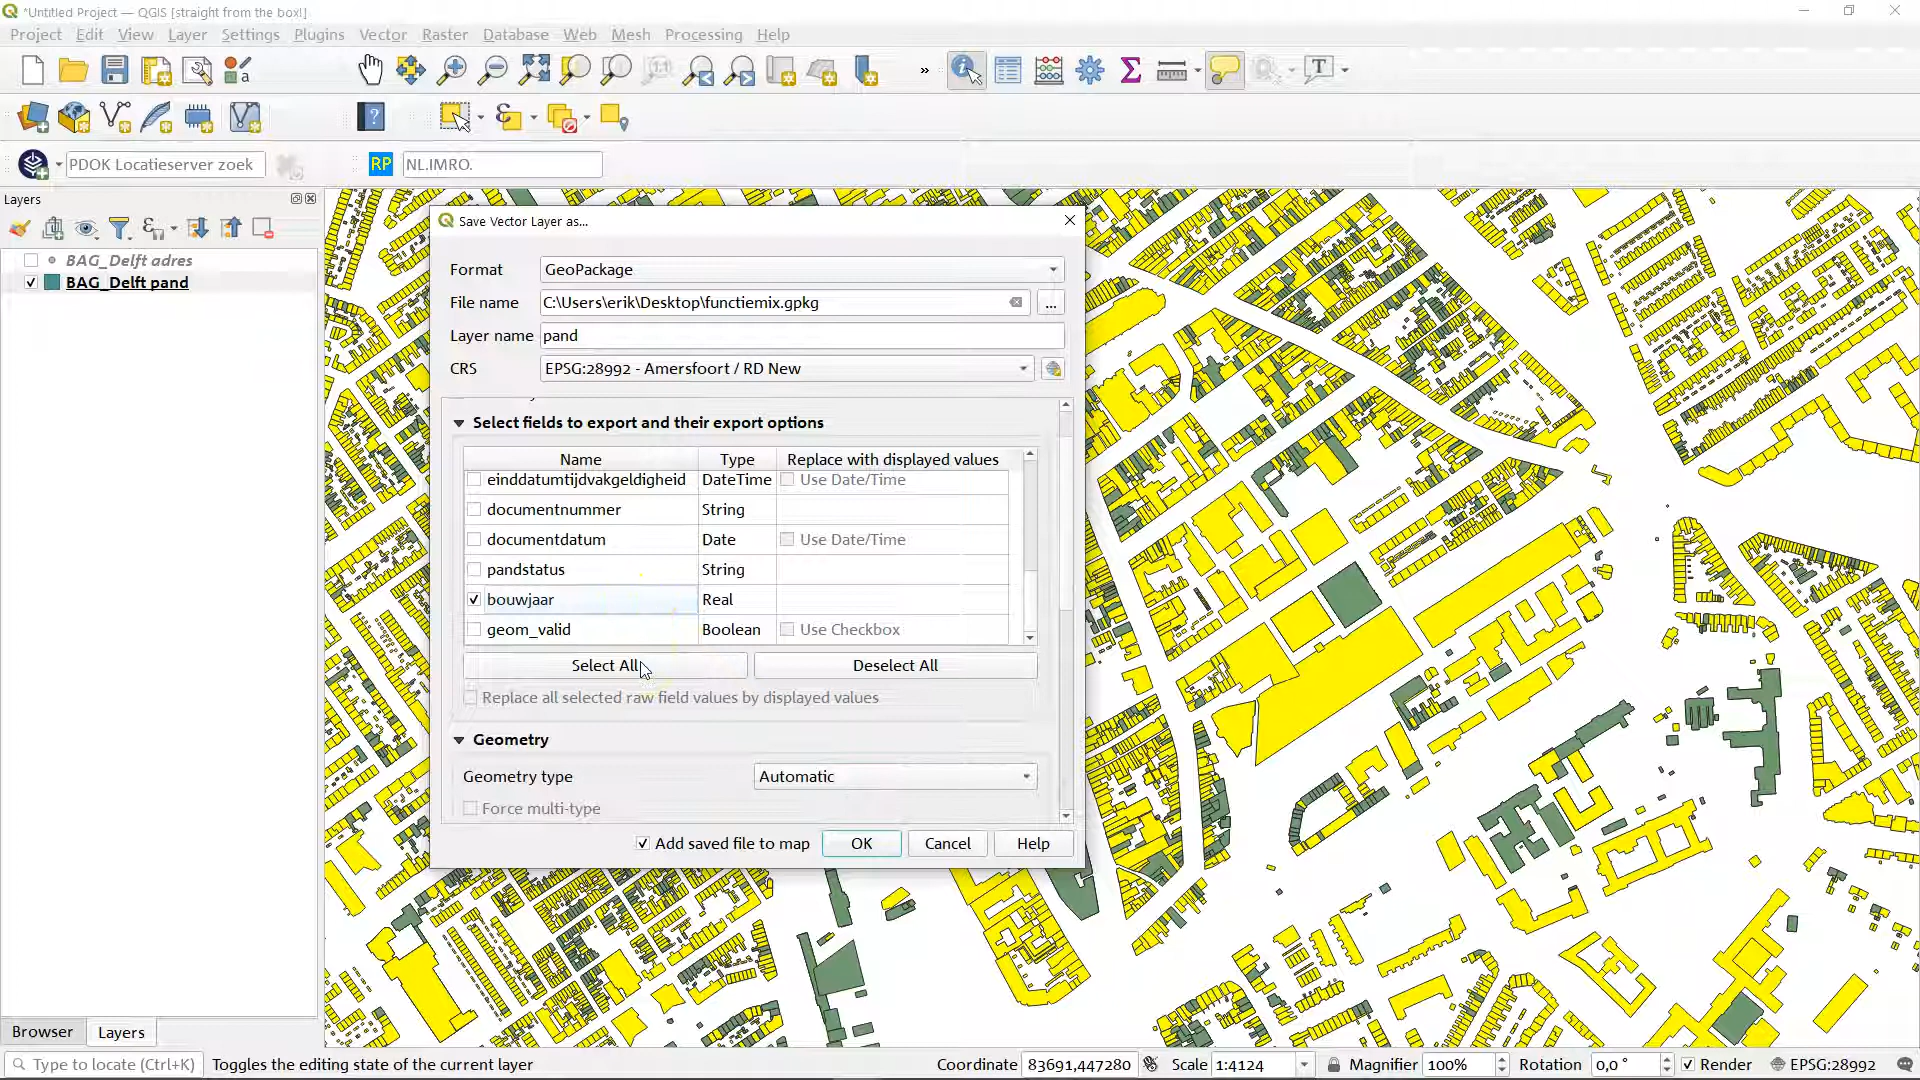 *Untitled Project — QGIS [straight from the box!]
Project Edit View Layer Settings Plugins Vector Raster Database Web Mesh Processing Help
PDOK Locatieserver zoek
RP NL.IMRO.
Layers
BAG_Delft adres
BAG_Delft pand
Save Vector Layer as...
Format GeoPackage
File name C:\Users\erik\Desktop\functiemix.gpkg ...
Layer name pand
CRS EPSG:28992 - Amersfoort / RD New
Select fields to export and their export options
Name Type Replace with displayed values
einddatumtijdvakgeldigheid DateTime Use Date/Time
documentnummer String
documentdatum Date Use Date/Time
pandstatus String
bouwjaar Real
geom_valid Boolean Use Checkbox
Select All Deselect All
Replace all selected raw field values by displayed values
Geometry
Geometry type Automatic
Force multi-type
Add saved file to map OK Cancel Help
Browser Layers
Type to locate (Ctrl+K) Toggles the editing state of the current layer Coordinate 83691,447280 Scale 1:4124 Magnifier 100% Rotation 0,0 ° Render EPSG:28992